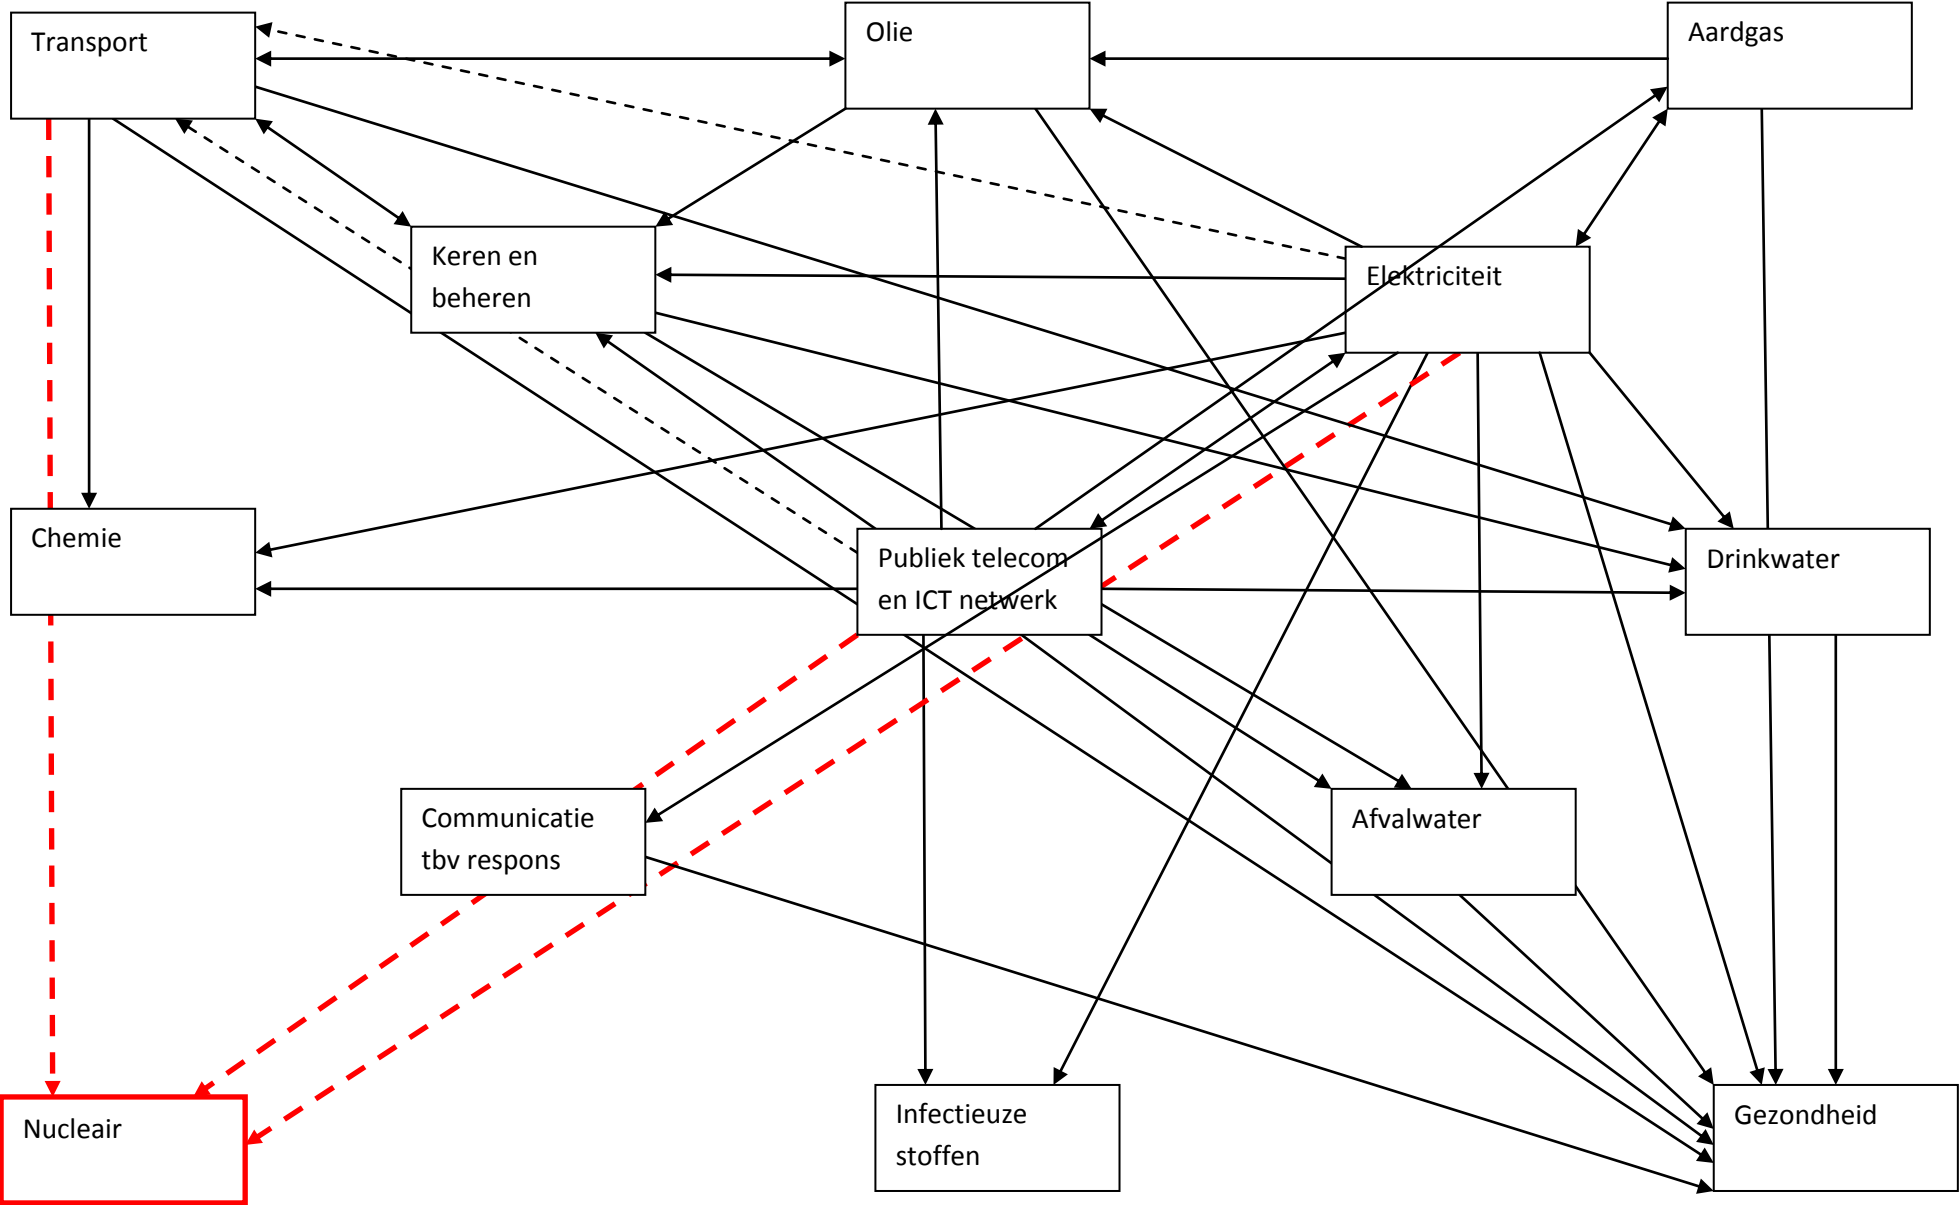 Transport
Olie
Aardgas
Keren en
beheren
Elektriciteit
Chemie
Publiek telecom
en ICT netwerk
Drinkwater
Communicatie
tbv respons
Afvalwater
Nucleair
Infectieuze
stoffen
Gezondheid